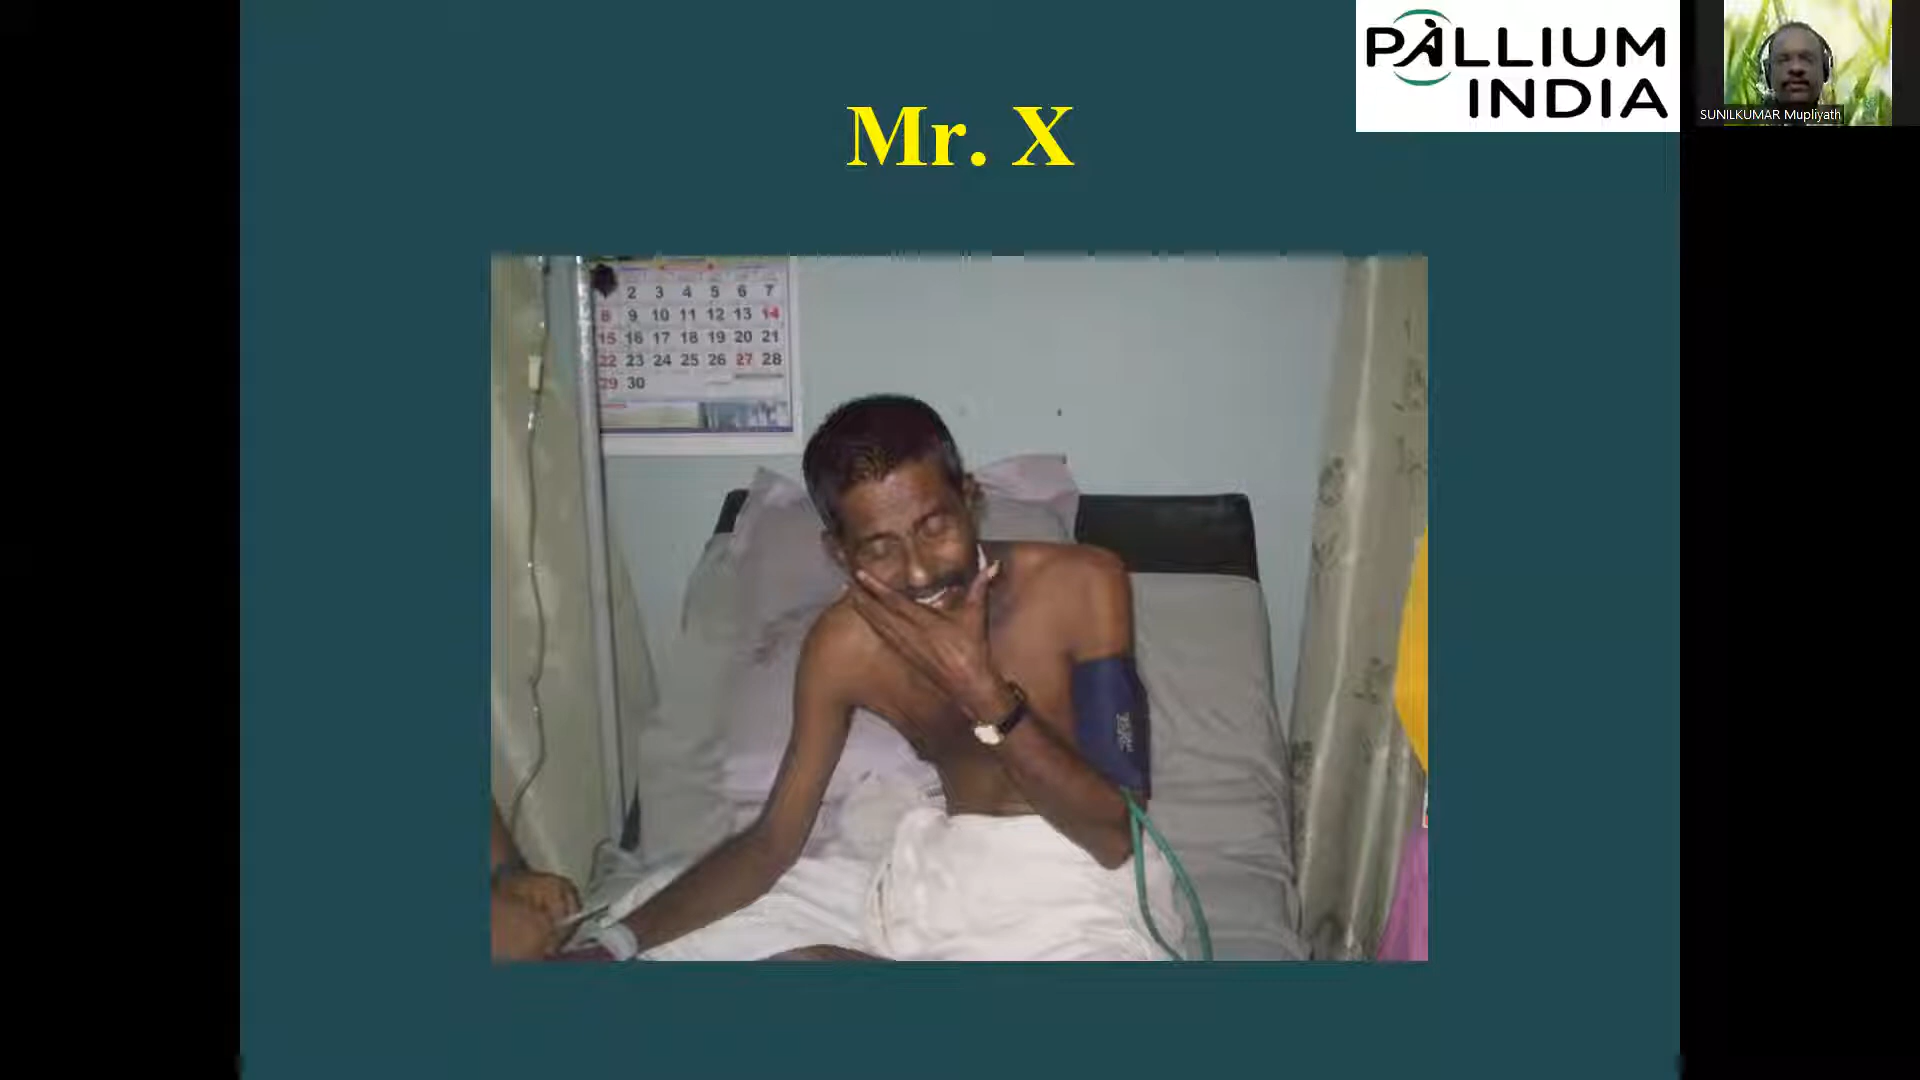 PALLIUM
INDIA
SUNILKUMAR Mupliyath
Mr. X
2 3 4 5 6 7
8 9 10 11 12 13 14
15 16 17 18 19 20 21
22 23 24 25 26 27 28
29 30